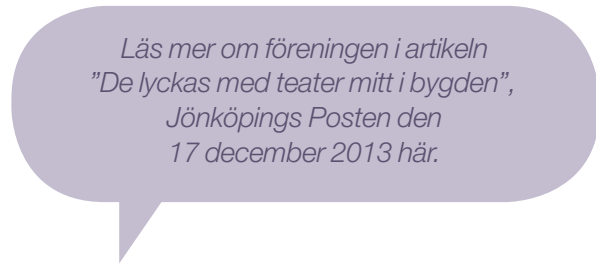 Läs mer om föreningen i artikeln
”De lyckas med teater mitt i bygden”,
Jönköpings Posten den
17 december 2013 här.